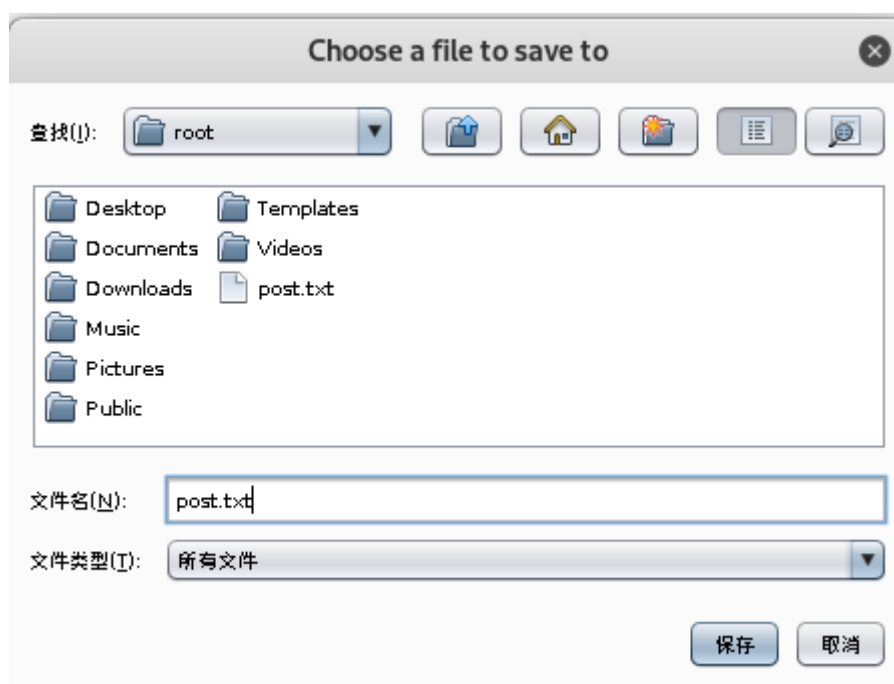 Choose a file to save to
查找(I): root
Desktop Templates
Documents Videos
Downloads post.txt
Music
Pictures
Public
文件名(N): post.txt
文件类型(T): 所有文件
保存 取消